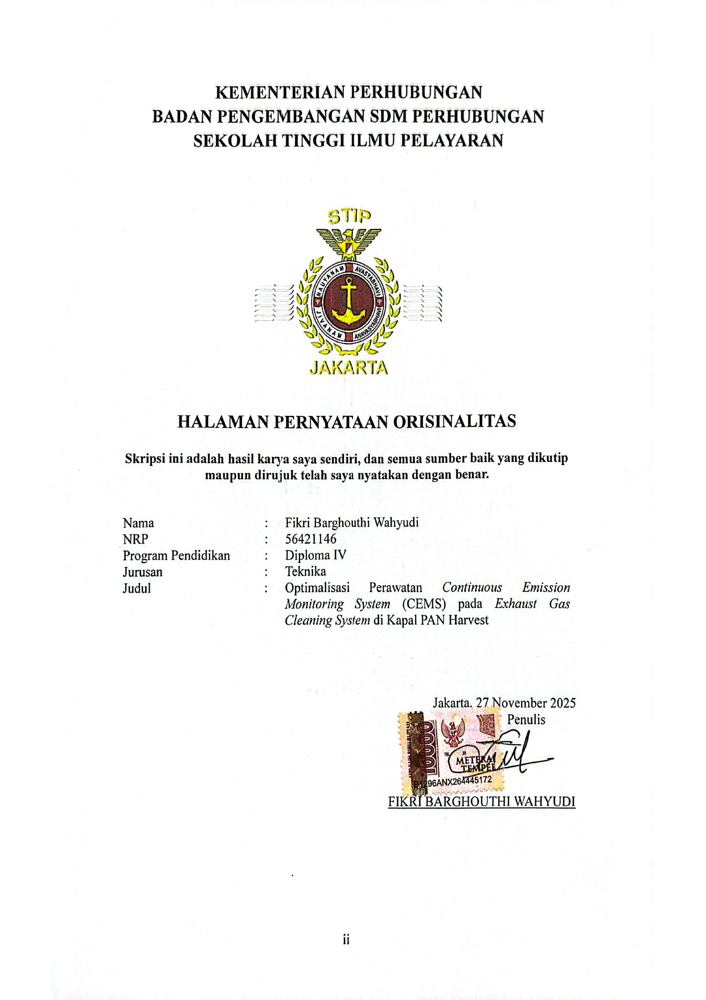 KEMENTERIAN PERHUBUNGAN
BADAN PENGEMBANGAN SDM PERHUBUNGAN
SEKOLAH TINGGI ILMU PELAYARAN
STIP
NAUYANAM AVASYABHAVI
JIVANAM ANAVASYABHAVI
JAKARTA
HALAMAN PERNYATAAN ORISINALITAS
Skripsi ini adalah hasil karya saya sendiri, dan semua sumber baik yang dikutip
maupun dirujuk telah saya nyatakan dengan benar.
Nama : Fikri Barghouthi Wahyudi
NRP : 56421146
Program Pendidikan : Diploma IV
Jurusan : Teknika
Judul : Optimalisasi Perawatan Continuous Emission
Monitoring System (CEMS) pada Exhaust Gas
Cleaning System di Kapal PAN Harvest
Jakarta. 27 November 2025
Penulis
SEPULUH RIBU RUPIAH
10000
METERAI
TEMPEL
B1296ANX264445172
FIKRI BARGHOUTHI WAHYUDI
ii